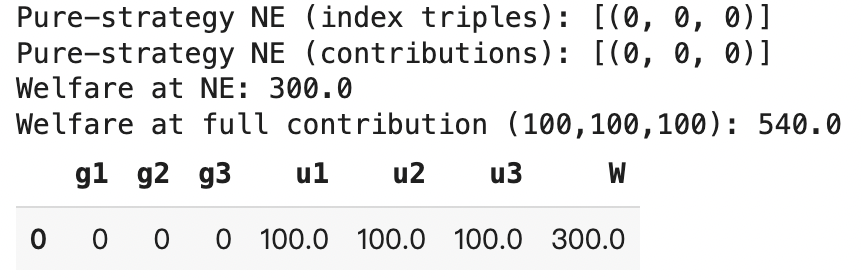 Pure-strategy NE (index triples): [(0, 0, 0)]
Pure-strategy NE (contributions): [(0, 0, 0)]
Welfare at NE: 300.0
Welfare at full contribution (100,100,100): 540.0
g1 g2 g3 u1 u2 u3 W
0 0 0 0 100.0 100.0 100.0 300.0